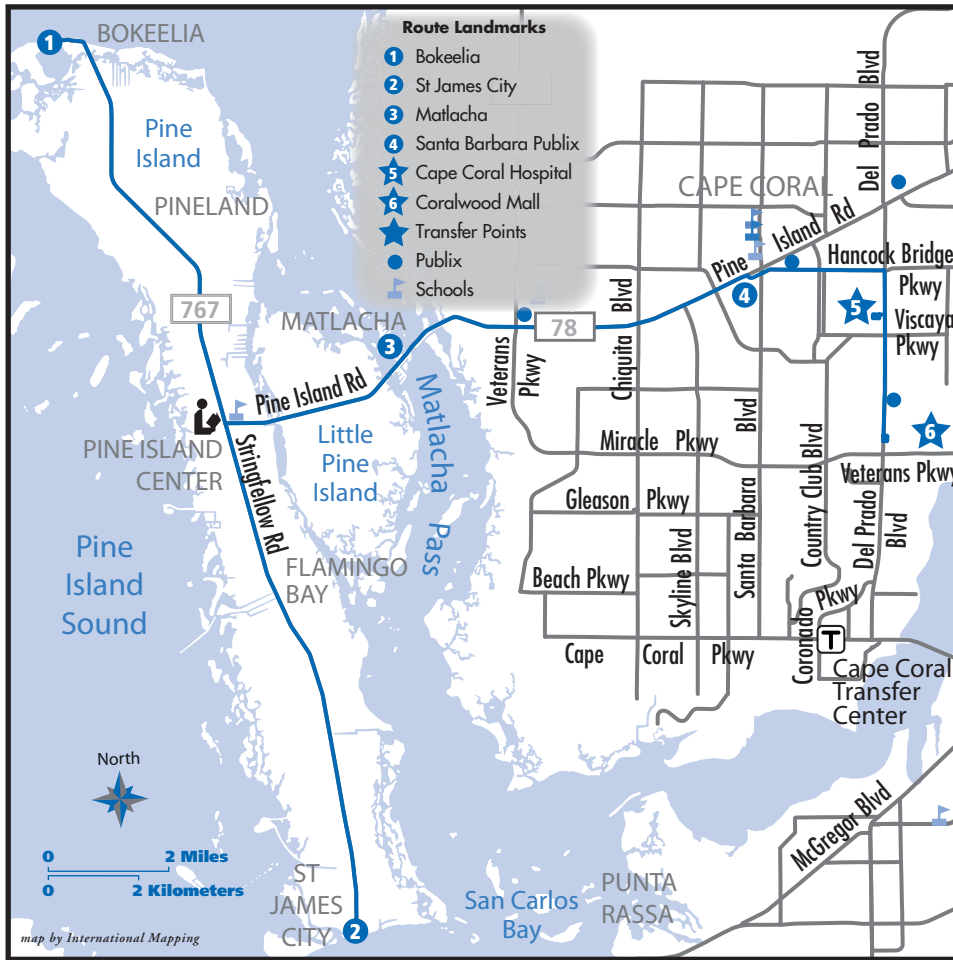 Route Landmarks
1 Bokeelia
2 St James City
3 Matlacha
4 Santa Barbara Publix
5 Cape Coral Hospital
6 Coralwood Mall
Transfer Points
Publix
Schools
1
BOKEELIA
Pine
Island
PINELAND
767
MATLACHA
3
Pine Island Rd
PINE ISLAND
CENTER
Stringfellow Rd
Little
Pine
Island
Matlacha
Pass
FLAMINGO
BAY
Pine
Island
Sound
North
0 2 Miles
0 2 Kilometers
ST
JAMES
CITY
2
map by International Mapping
San Carlos
Bay
PUNTA
RASSA
McGregor Blvd
Del Prado Blvd
CAPE CORAL
Pine Island Rd
Hancock Bridge
Pkwy
4
5
Viscaya
Pkwy
78
Veterans
Pkwy
Chiquita Blvd
6
Miracle Pkwy
Veterans Pkwy
Gleason Pkwy
Beach Pkwy
Skyline Blvd
Santa Barbara Blvd
Country Club Blvd
Del Prado
Blvd
Coronado Pkwy
Cape Coral Pkwy
T
Cape Coral
Transfer
Center